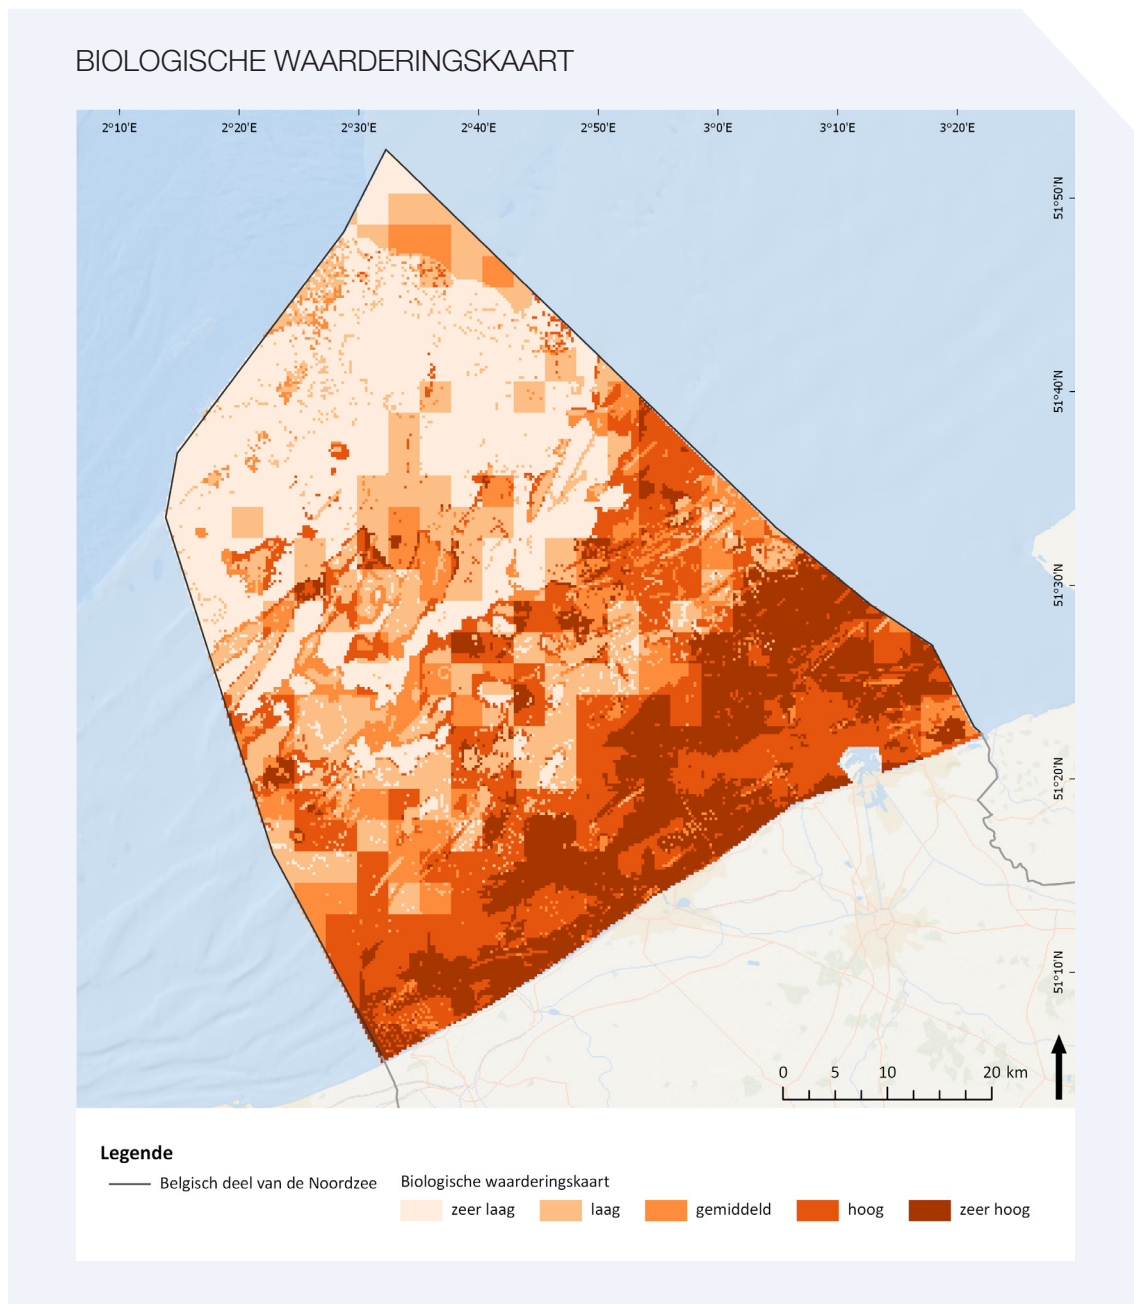 BIOLOGISCHE WAARDERINGSKAART
2°10'E 2°20'E 2°30'E 2°40'E 2°50'E 3°0'E 3°10'E 3°20'E
51°50'N
51°40'N
51°30'N
51°20'N
51°10'N
0 5 10 20 km
Legende
Belgisch deel van de Noordzee
Biologische waarderingskaart
zeer laag laag gemiddeld hoog zeer hoog